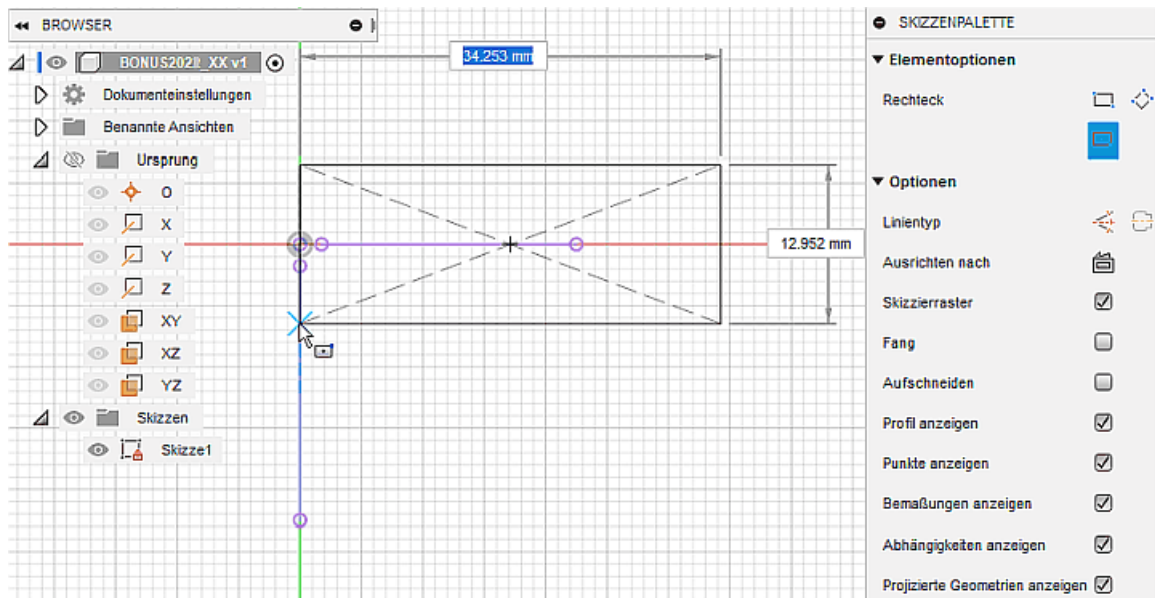 BROWSER
BONUS202 _XX v1
Dokumenteinstellungen
Benannte Ansichten
Ursprung
O
X
Y
Z
XY
XZ
YZ
Skizzen
Skizze1
34.253 mm
12.952 mm
SKIZZENPALETTE
Elementoptionen
Rechteck
Optionen
Linientyp
Ausrichten nach
Skizzierraster
Fang
Aufschneiden
Profil anzeigen
Punkte anzeigen
Bemaßungen anzeigen
Abhängigkeiten anzeigen
Projizierte Geometrien anzeigen